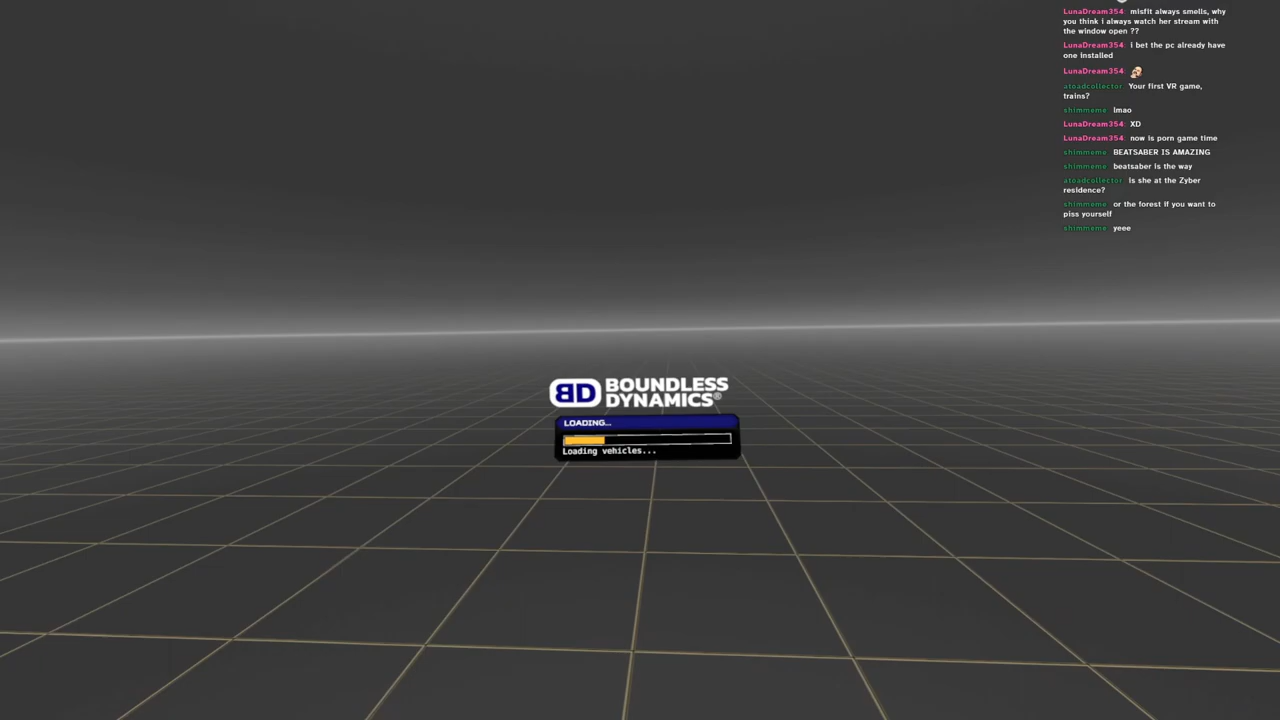 LunaDream354: misfit always smells, why
you think i always watch her stream with
the window open ??
LunaDream354: i bet the pc already have
one installed
LunaDream354:
atoadcollector: Your first VR game,
trains?
shimmeme: lmao
LunaDream354: XD
LunaDream354: now is porn game time
shimmeme: BEATSABER IS AMAZING
shimmeme: beatsaber is the way
atoadcollector: is she at the Zyber
residence?
shimmeme: or the forest if you want to
piss yourself
shimmeme: yeee
BD BOUNDLESS
DYNAMICS®
LOADING...
Loading vehicles...